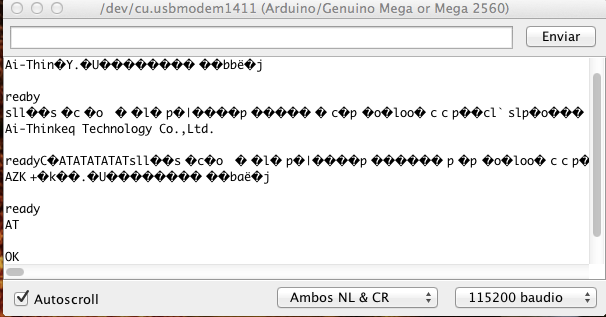 /dev/cu.usbmodem1411 (Arduino/Genuino Mega or Mega 2560)
Enviar
Ai-Thin�Y.�U�������� ��bbë�j
reaby
sll��s�c�o ��l�p�|����p����� �c�p�o�loo�c c p��cl`slp�o���
Ai-Thinkeq Technology Co.,Ltd.
readyC�ATATATATATsll��s�c�o ��l�p�|����p������p�p�o�loo�c c p�
AZK+�k��.�U�������� ��baë�j
ready
AT
OK
Autoscroll
Ambos NL & CR
115200 baudio